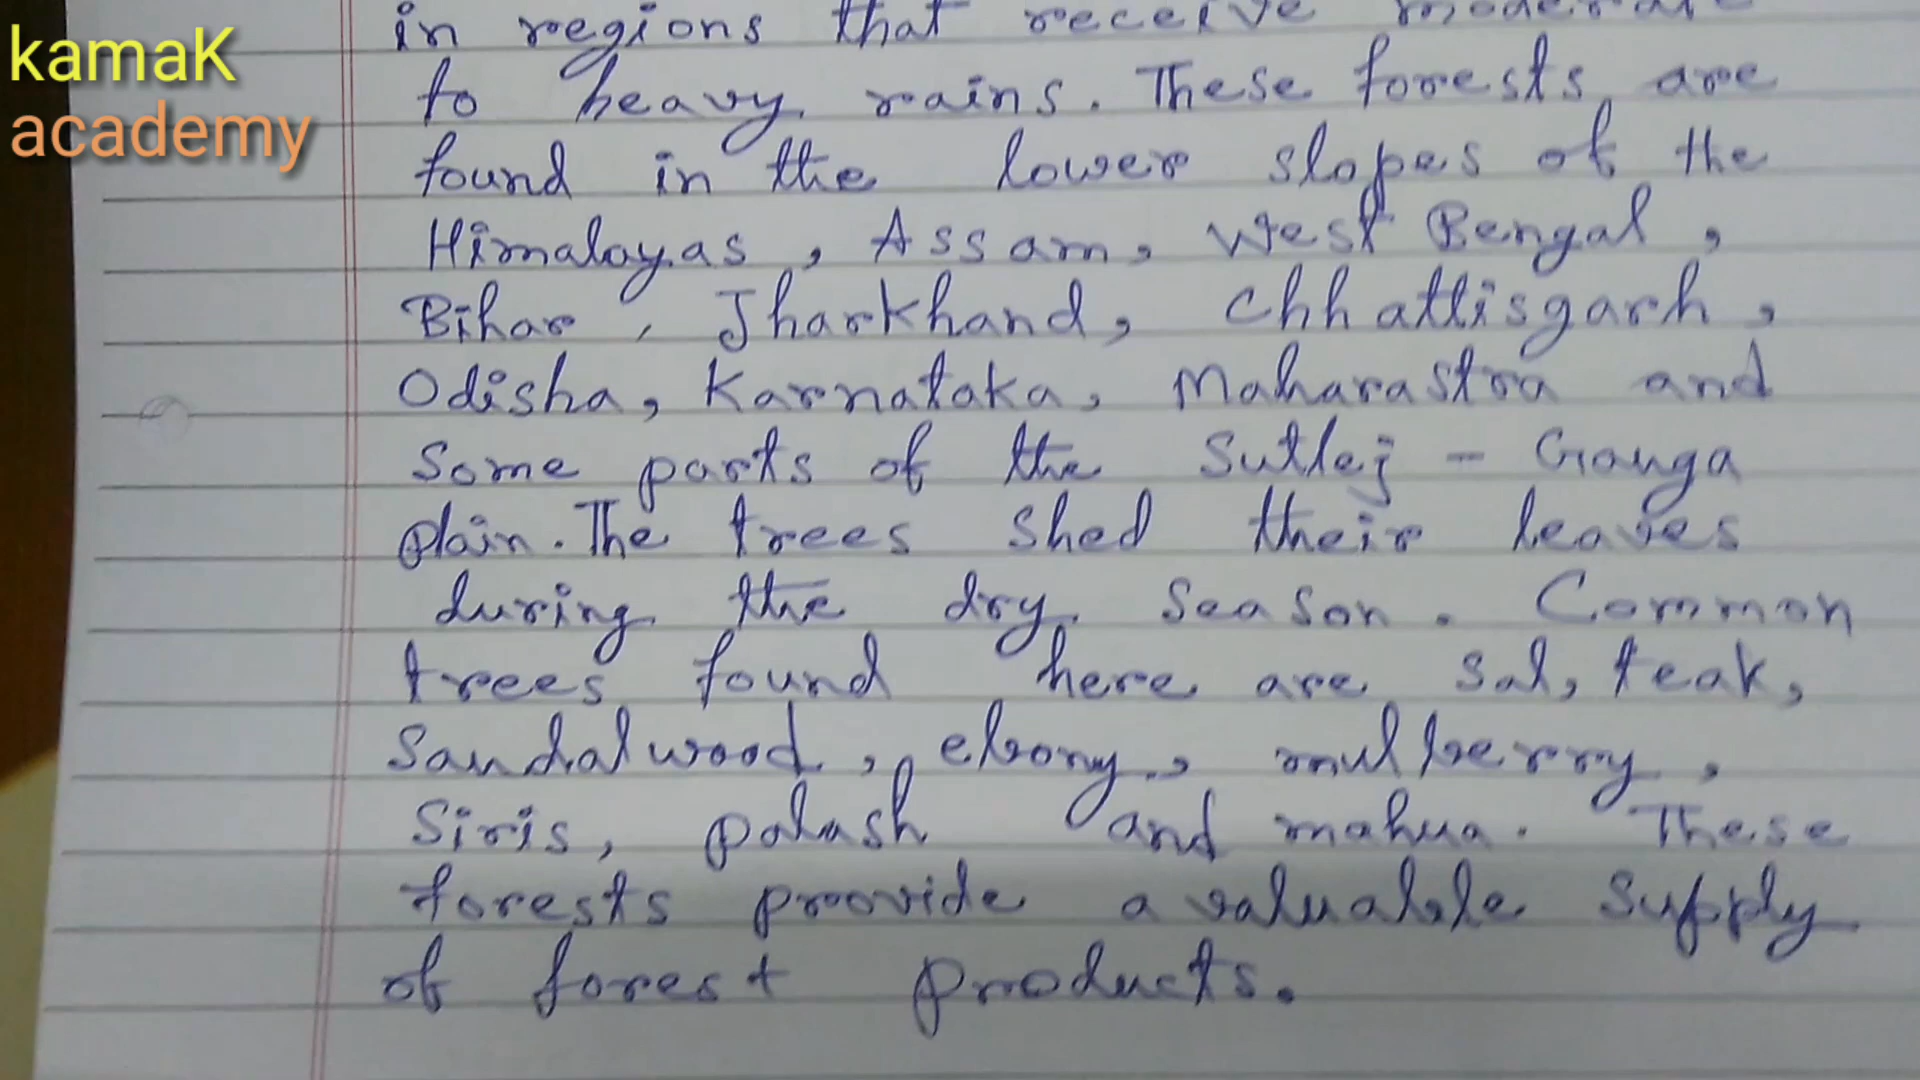 kamaK
academy
in regions that receive moderate
to heavy rains. These forests are
found in the lower slopes of the
Himalayas, Assam, West Bengal,
Bihar, Jharkhand, Chhattisgarh,
Odisha, Karnataka, Maharastra and
Some parts of the Sutlej - Ganga
plain. The trees shed their leaves
during the dry season. Common
trees found here are Sal, teak,
Sandalwood, ebony, mulberry,
Siris, palash and mahua. These
forests provide a valuable Supply
of forest products.